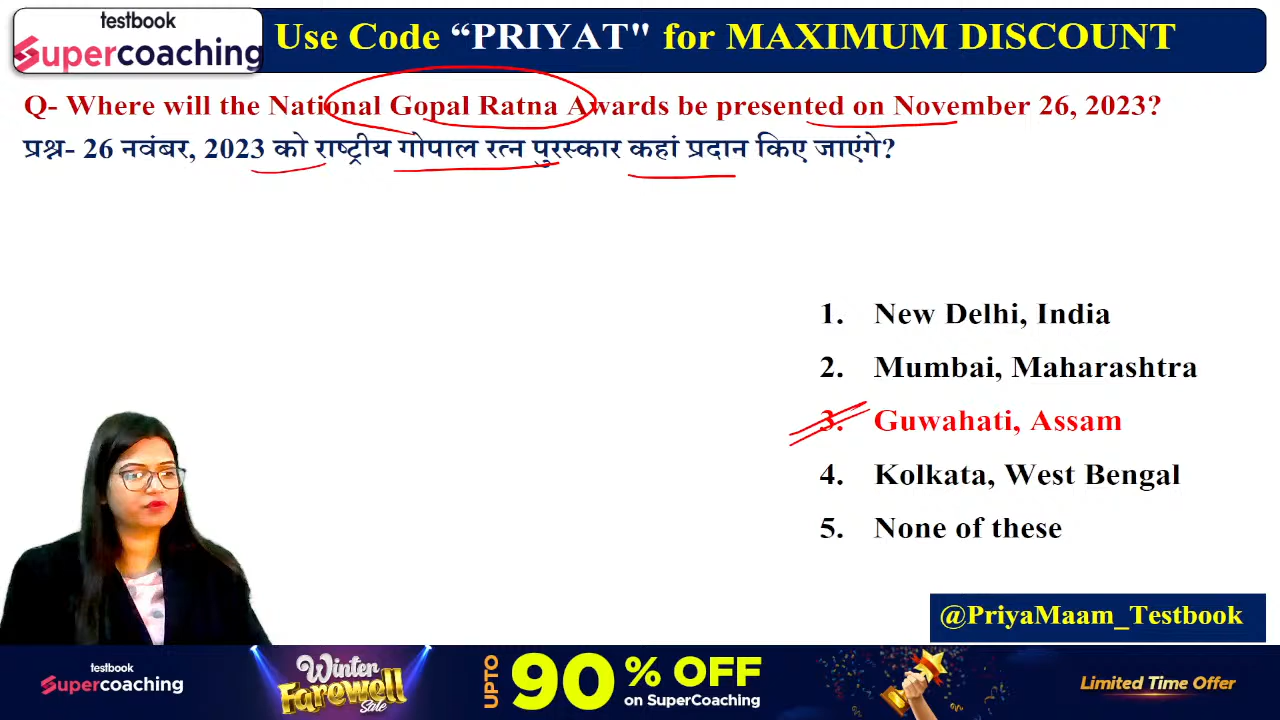 testbook
Supercoaching
Use Code “PRIYAT" for MAXIMUM DISCOUNT
Q- Where will the National Gopal Ratna Awards be presented on November 26, 2023?
प्रश्न- 26 नवंबर, 2023 को राष्ट्रीय गोपाल रत्न पुरस्कार कहां प्रदान किए जाएंगे?
1. New Delhi, India
2. Mumbai, Maharashtra
3. Guwahati, Assam
4. Kolkata, West Bengal
5. None of these
@PriyaMaam_Testbook
testbook
Supercoaching
Winter
Farewell
Sale
UPTO 90 % OFF
on SuperCoaching
Limited Time Offer